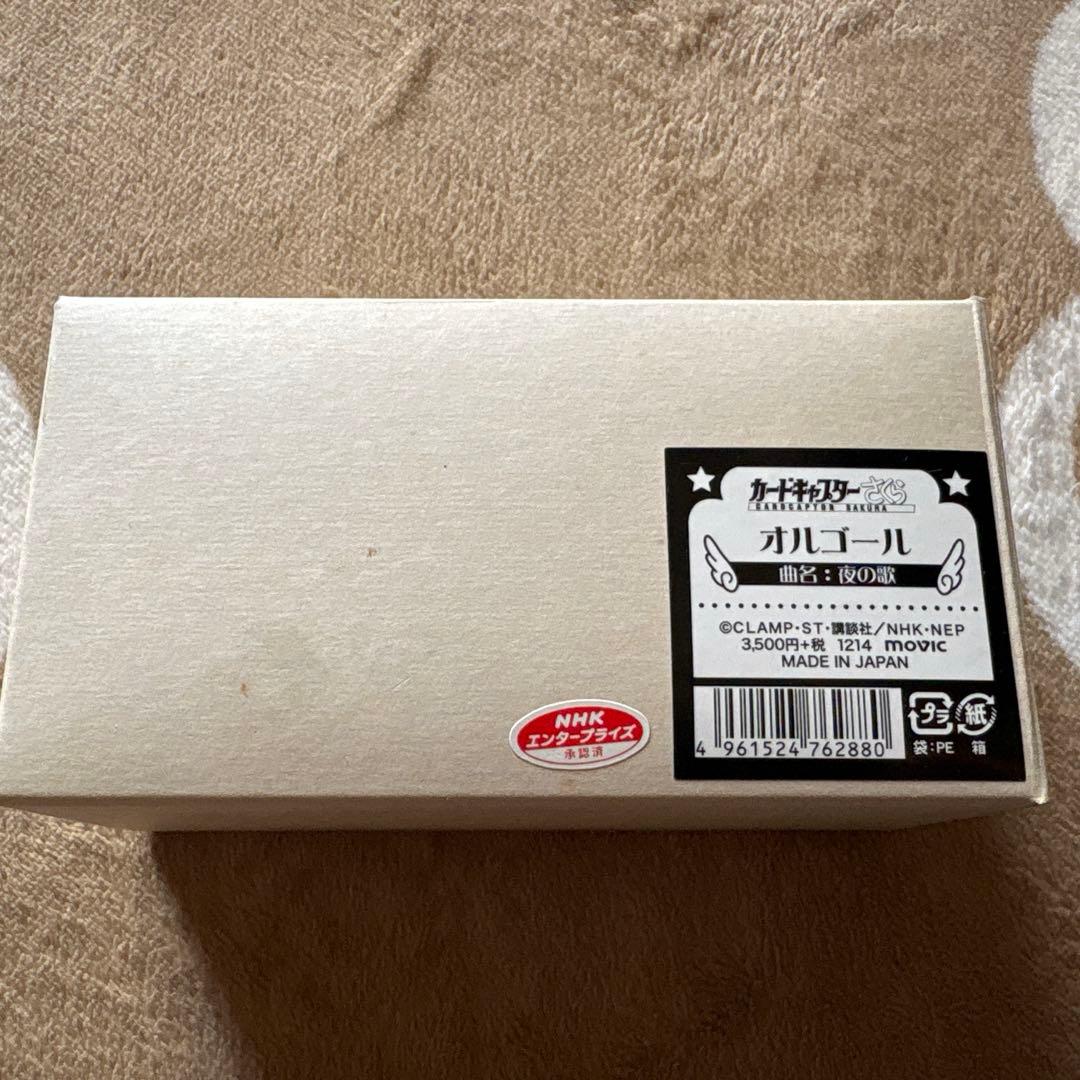 カードキャプターさくら
CARDCAPTOR SAKURA
オルゴール
曲名：夜の歌
©CLAMP・ST・講談社／NHK・NEP
3,500円+税 1214 movic
MADE IN JAPAN
4 961524 762880
プラ 紙
袋:PE 箱
NHK
エンタープライズ
承認済